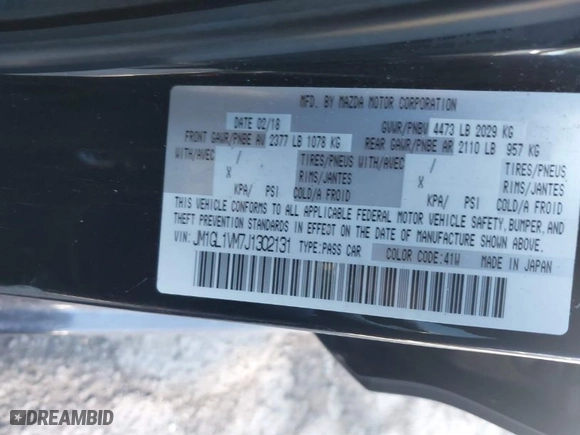 MFD. BY MAZDA MOTOR CORPORATION
DATE 02/18 GVWR/PNBV 4473 LB 2029 KG
FRONT GAWR/PNBE AV 2377 LB 1078 KG REAR GAWR/PNBE AR 2110 LB 957 KG
WITH/AVEC / TIRES/PNEUS WITH/AVEC / TIRES/PNEUS
X RIMS/JANTES X RIMS/JANTES
KPA/ PSI COLD/A FROID KPA/ PSI COLD/A FROID
THIS VEHICLE CONFORMS TO ALL APPLICABLE FEDERAL MOTOR VEHICLE SAFETY, BUMPER, AND
THEFT PREVENTION STANDARDS IN EFFECT ON THE DATE OF MANUFACTURE SHOWN ABOVE.
VIN: JM1GL1VM7J1302131 TYPE:PASS CAR COLOR CODE:41W MADE IN JAPAN
DREAMBID